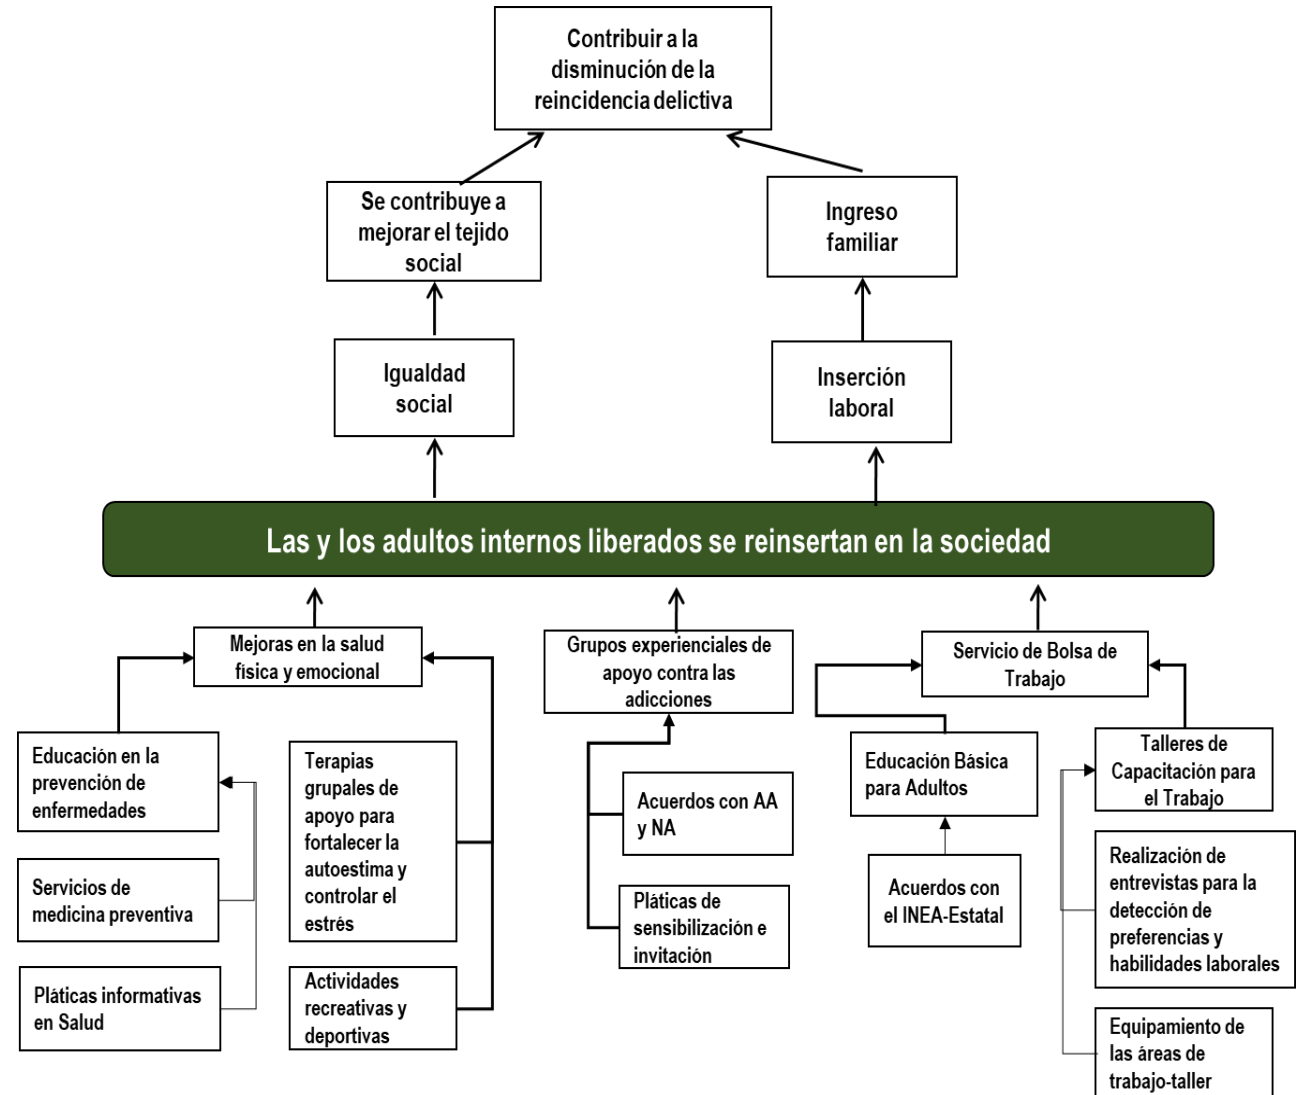 Contribuir a la
disminución de la
reincidencia delictiva
Se contribuye a
mejorar el tejido
social
Ingreso
familiar
Igualdad
social
Inserción
laboral
Las y los adultos internos liberados se reinsertan en la sociedad
Mejoras en la salud
física y emocional
Grupos experienciales de
apoyo contra las
adicciones
Servicio de Bolsa de
Trabajo
Educación en la
prevención de
enfermedades
Terapias
grupales de
apoyo para
fortalecer la
autoestima y
controlar el
estrés
Acuerdos con AA
y NA
Educación Básica
para Adultos
Talleres de
Capacitación para
el Trabajo
Servicios de
medicina preventiva
Pláticas de
sensibilización e
invitación
Acuerdos con
el INEA-Estatal
Realización de
entrevistas para la
detección de
preferencias y
habilidades laborales
Pláticas informativas
en Salud
Actividades
recreativas y
deportivas
Equipamiento de
las áreas de
trabajo-taller